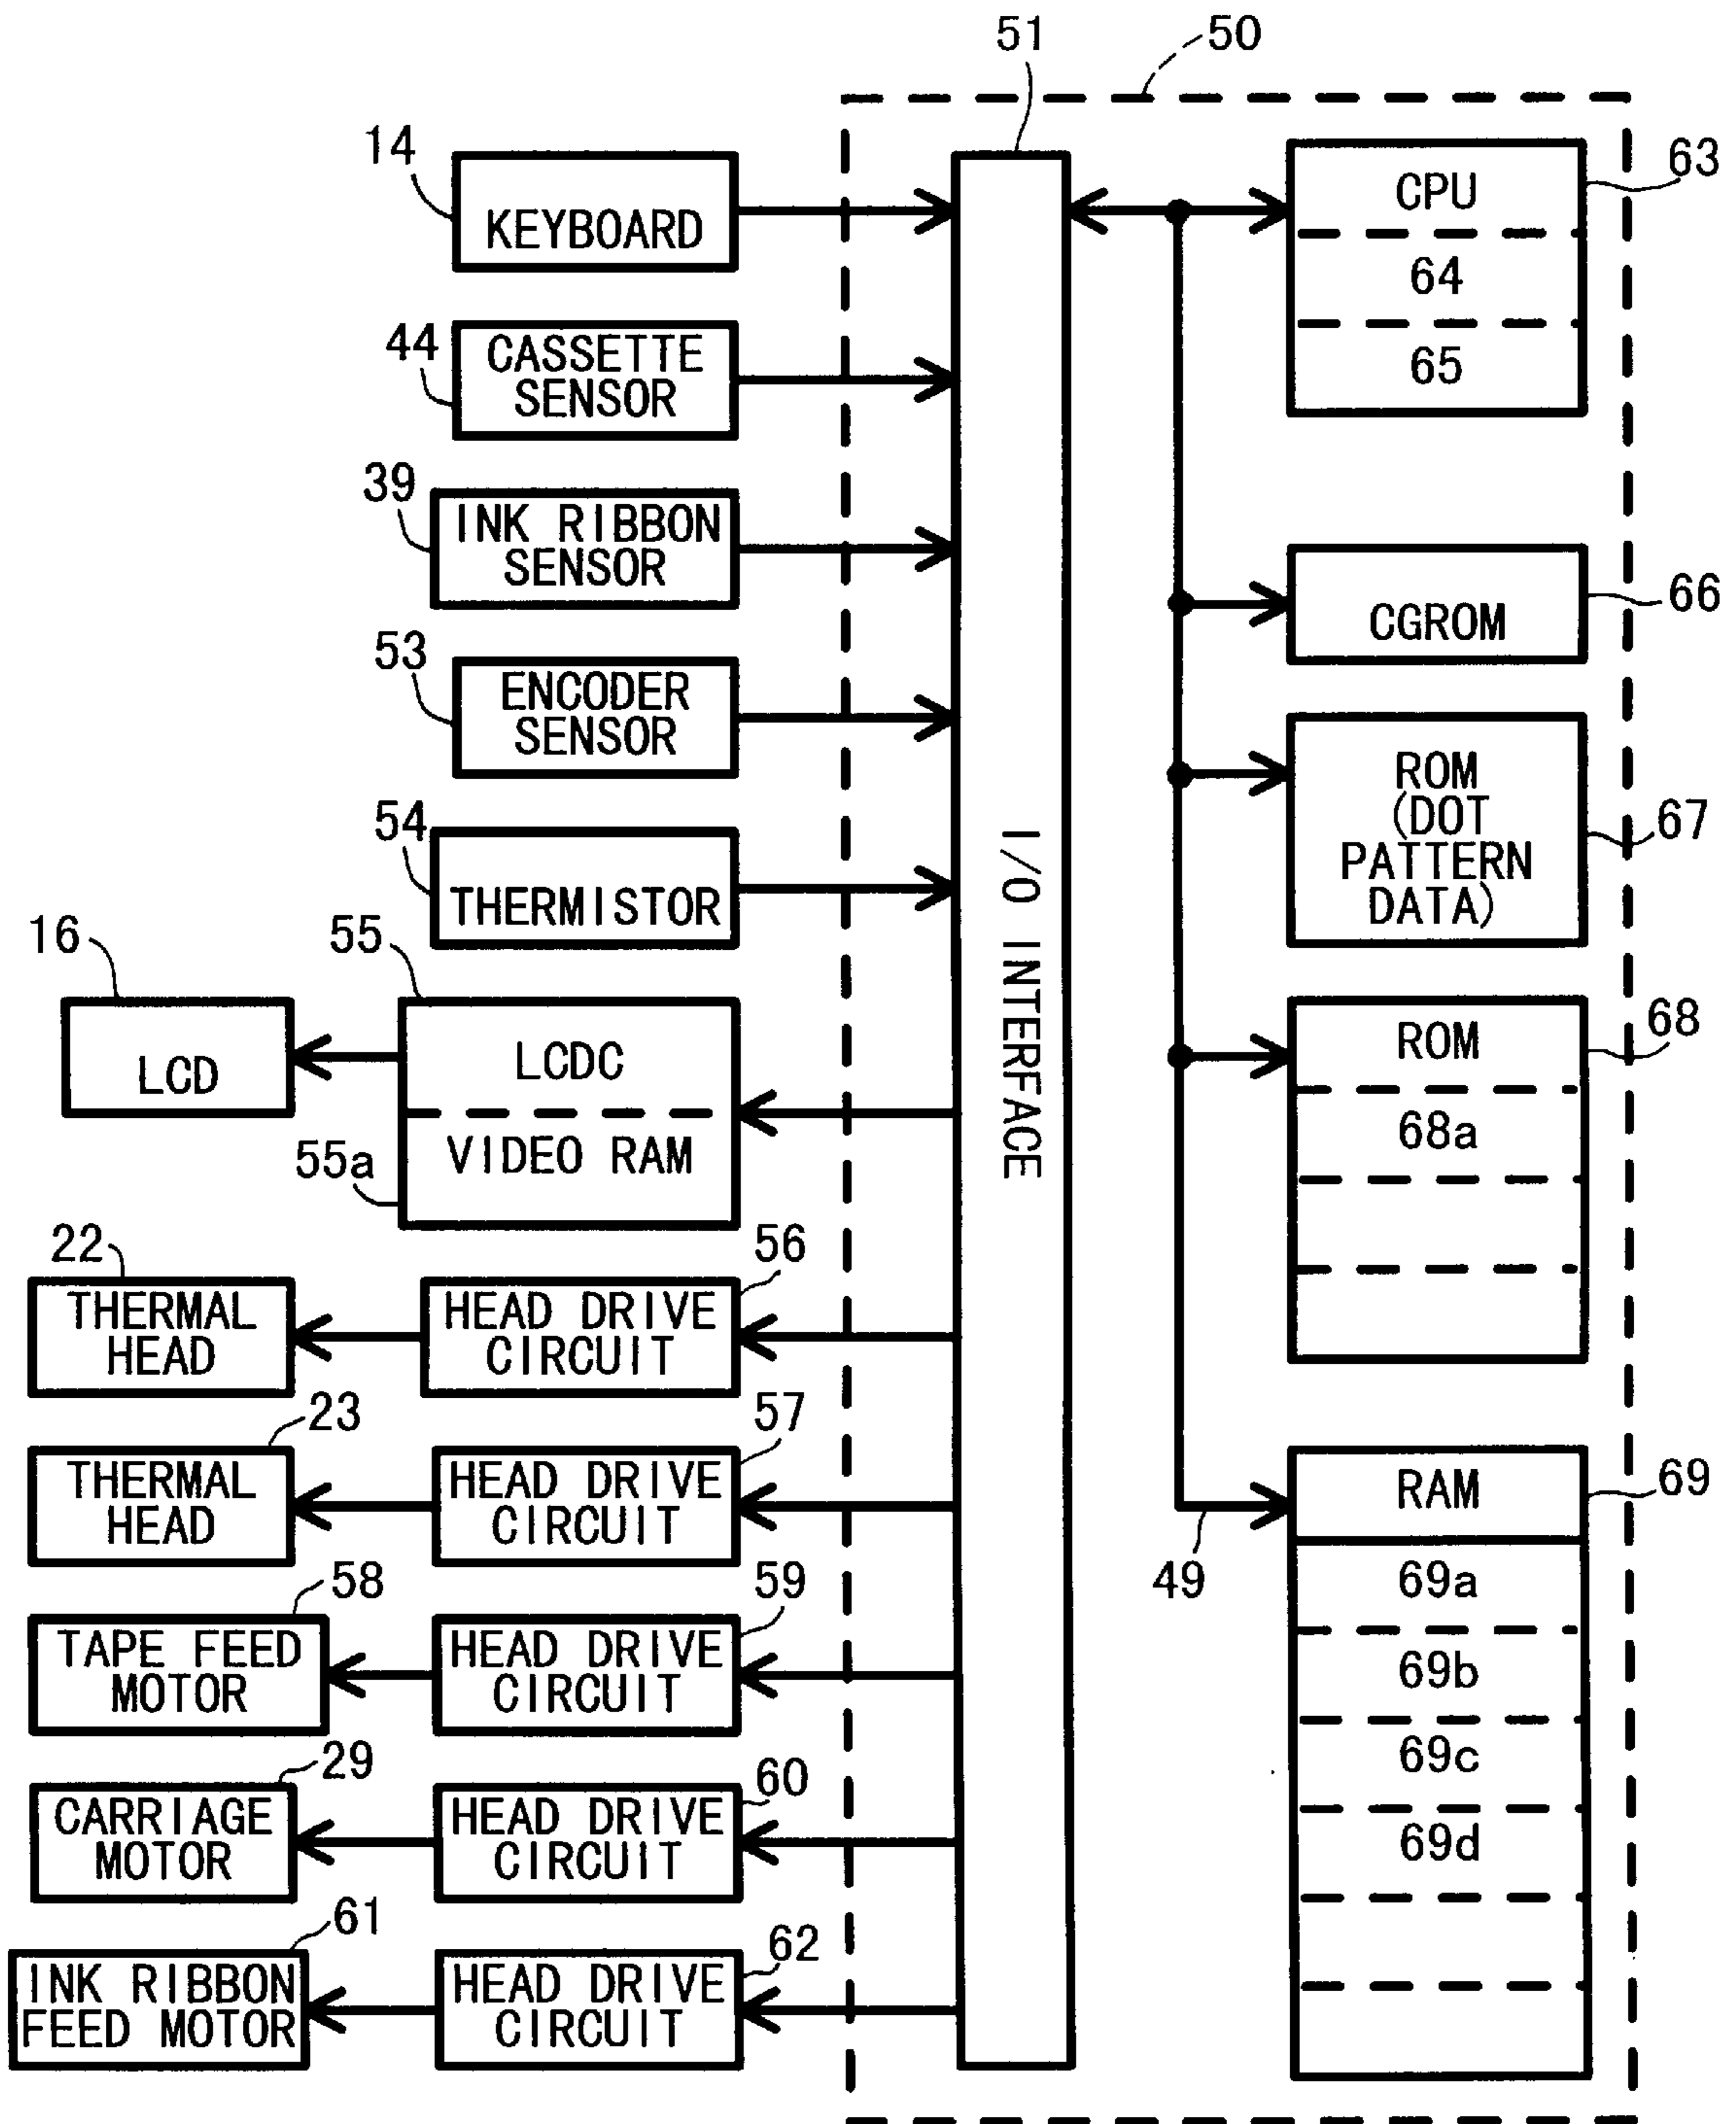 51
50
14
KEYBOARD
44
CASSETTE
SENSOR
39
INK RIBBON
SENSOR
53
ENCODER
SENSOR
54
THERMISTOR
16
LCD
55
LCDC
55a
VIDEO RAM
22
THERMAL
HEAD
56
HEAD DRIVE
CIRCUIT
23
THERMAL
HEAD
57
HEAD DRIVE
CIRCUIT
58
TAPE FEED
MOTOR
59
HEAD DRIVE
CIRCUIT
29
CARRIAGE
MOTOR
60
HEAD DRIVE
CIRCUIT
61
INK RIBBON
FEED MOTOR
62
HEAD DRIVE
CIRCUIT
I/O INTERFACE
63
CPU
64
65
66
CGROM
67
ROM
(DOT
PATTERN
DATA)
68
ROM
68a
69
RAM
49
69a
69b
69c
69d